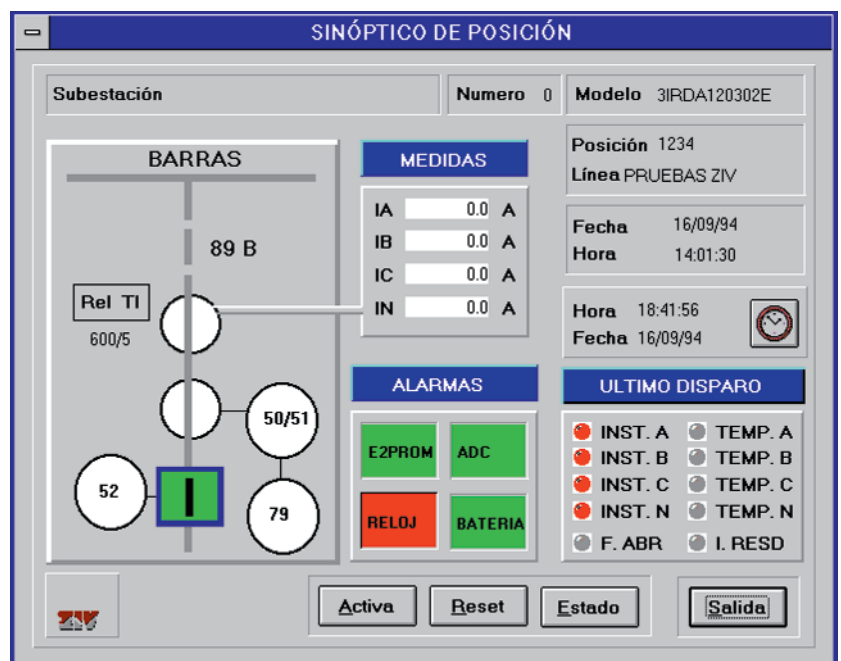 SINÓPTICO DE POSICIÓN
Subestación
Numero 0
Modelo 3IRDA120302E
BARRAS
89 B
Rel TI
600/5
50/51
52
79
MEDIDAS
IA 0.0 A
IB 0.0 A
IC 0.0 A
IN 0.0 A
Posición 1234
Línea PRUEBAS ZIV
Fecha 16/09/94
Hora 14:01:30
Hora 18:41:56
Fecha 16/09/94
ALARMAS
E2PROM ADC
RELOJ BATERIA
ULTIMO DISPARO
INST. A TEMP. A
INST. B TEMP. B
INST. C TEMP. C
INST. N TEMP. N
F. ABR I. RESD
ZIV
Activa Reset Estado Salida